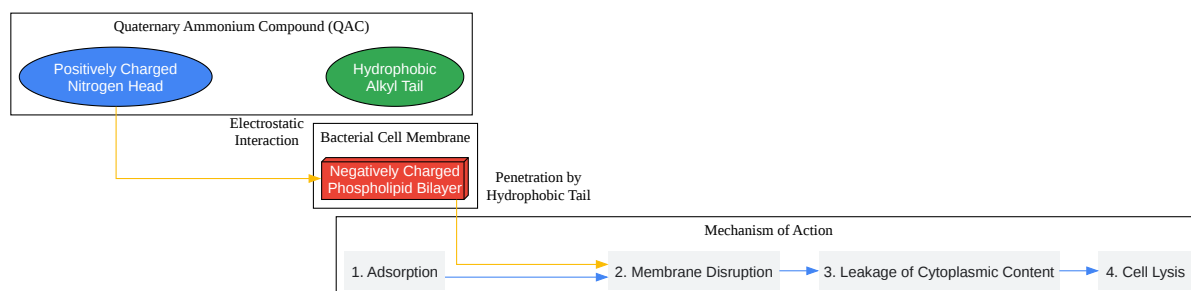 Quaternary Ammonium Compound (QAC)
Positively Charged
Nitrogen Head
Hydrophobic
Alkyl Tail
Electrostatic
Interaction
Bacterial Cell Membrane
Negatively Charged
Phospholipid Bilayer
Penetration by
Hydrophobic Tail
Mechanism of Action
1. Adsorption
2. Membrane Disruption
3. Leakage of Cytoplasmic Content
4. Cell Lysis